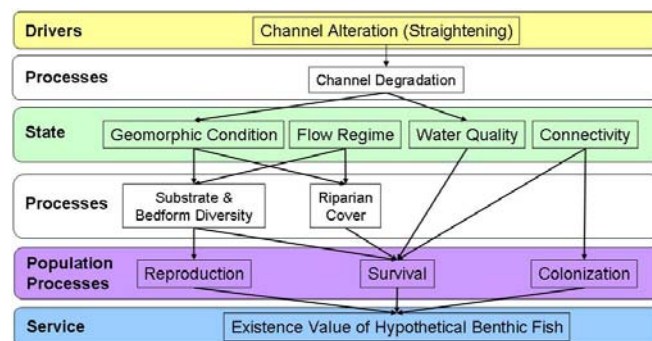 Drivers
Channel Alteration (Straightening)
Processes
Channel Degradation
State
Geomorphic Condition
Flow Regime
Water Quality
Connectivity
Processes
Substrate &
Bedform Diversity
Riparian
Cover
Population
Processes
Reproduction
Survival
Colonization
Service
Existence Value of Hypothetical Benthic Fish